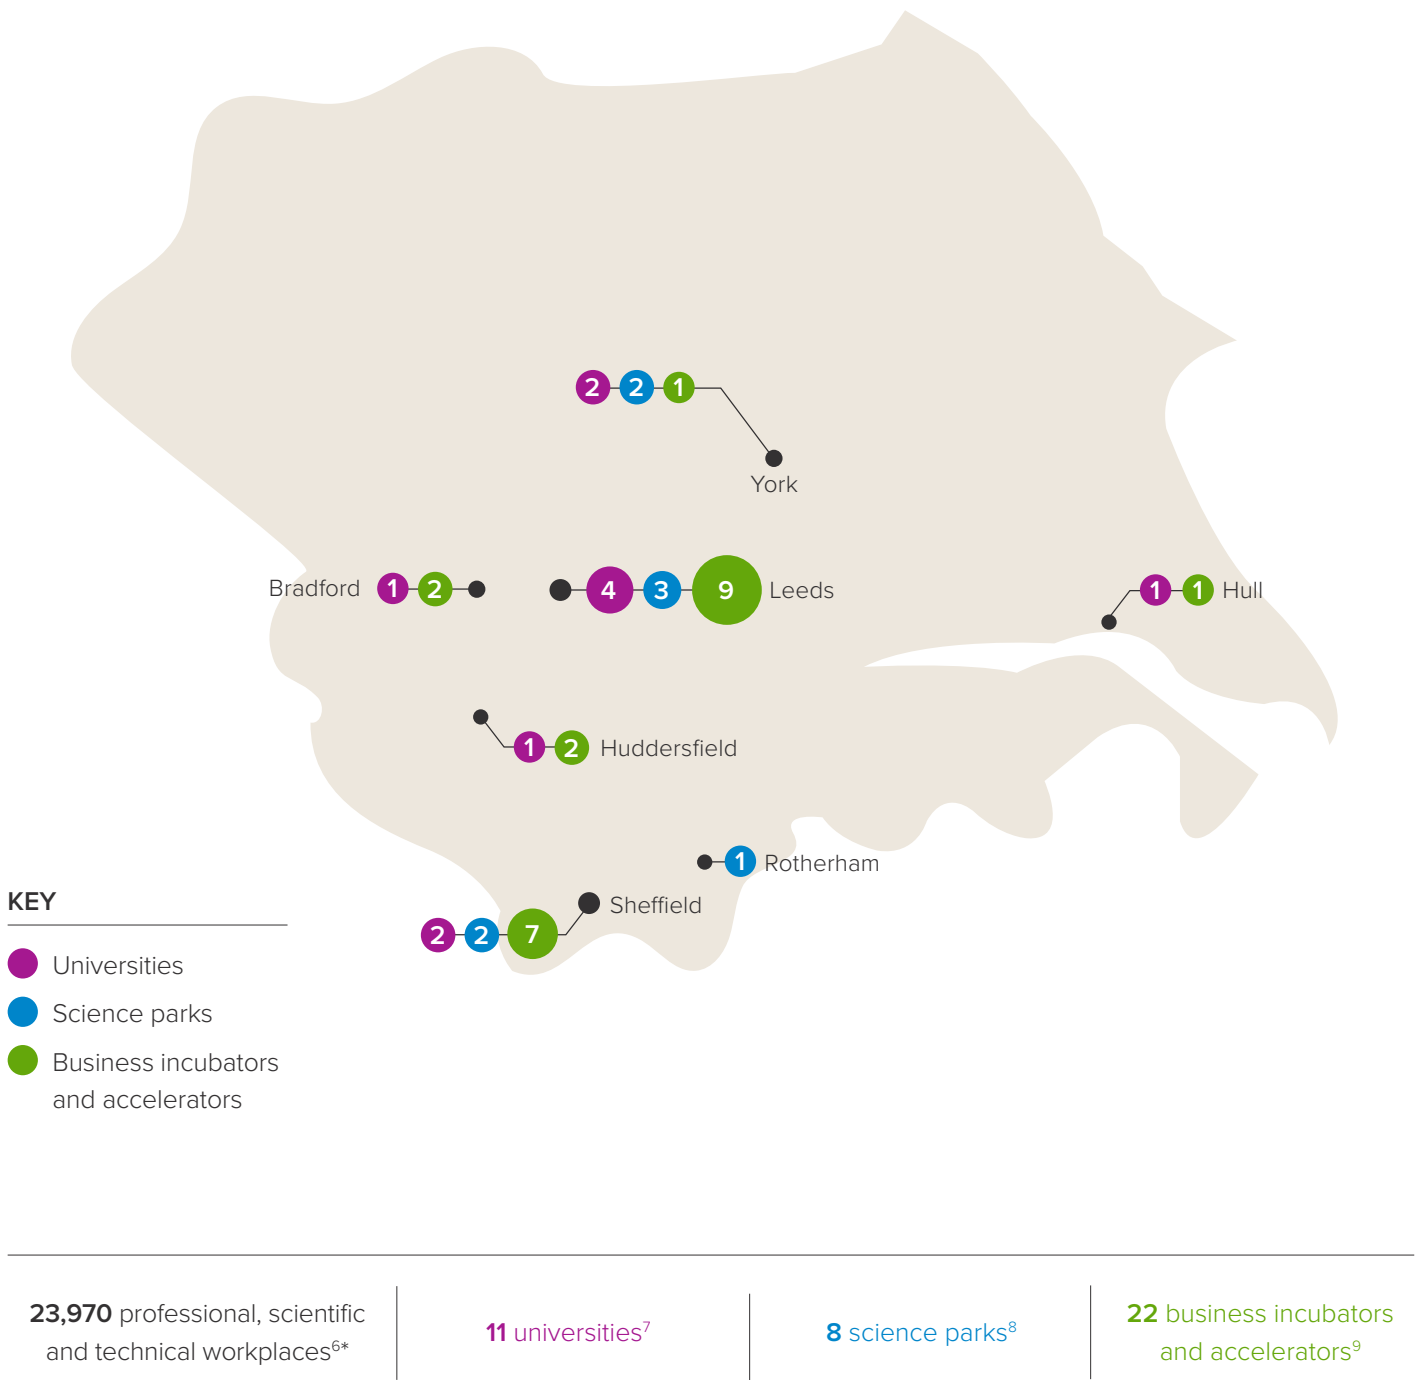 2 2 1
York
Bradford 1 2
4 3 9 Leeds
1 1 Hull
1 2 Huddersfield
1 Rotherham
Sheffield
2 2 7
KEY
Universities
Science parks
Business incubators
and accelerators
23,970 professional, scientific
and technical workplaces⁶*
11 universities⁷
8 science parks⁸
22 business incubators
and accelerators⁹